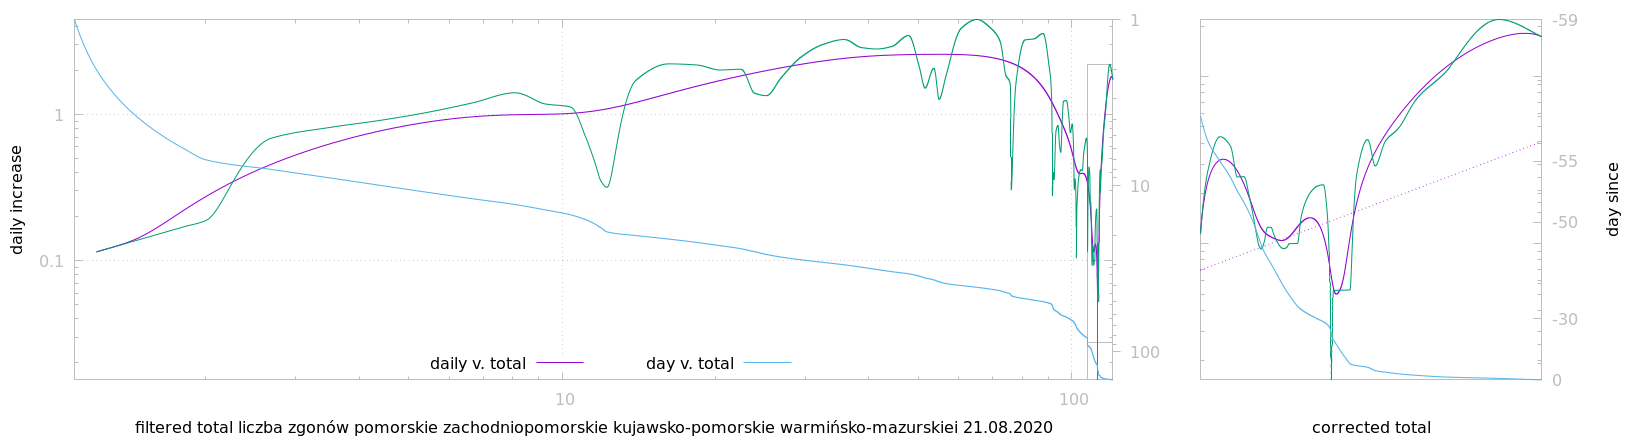 1
-59
1
-55
daily increase
10
0.1
-50
day since
-30
daily v. total
day v. total
100
0
10
100
filtered total liczba zgonów pomorskie zachodniopomorskie kujawsko-pomorskie warmińsko-mazurskiei 21.08.2020
corrected total